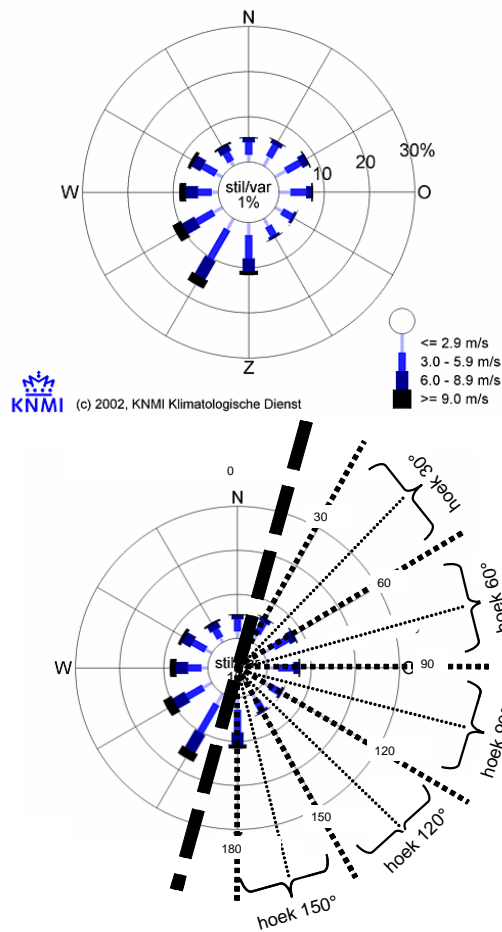 N
30%
20
10
W
stil/var
1%
O
Z
<= 2.9 m/s
3.0 - 5.9 m/s
6.0 - 8.9 m/s
>= 9.0 m/s
KNMI (c) 2002, KNMI Klimatologische Dienst
0
N
30
hoek 30°
60
hoek 60°
W
90
120
hoek 120°
150
180
hoek 150°